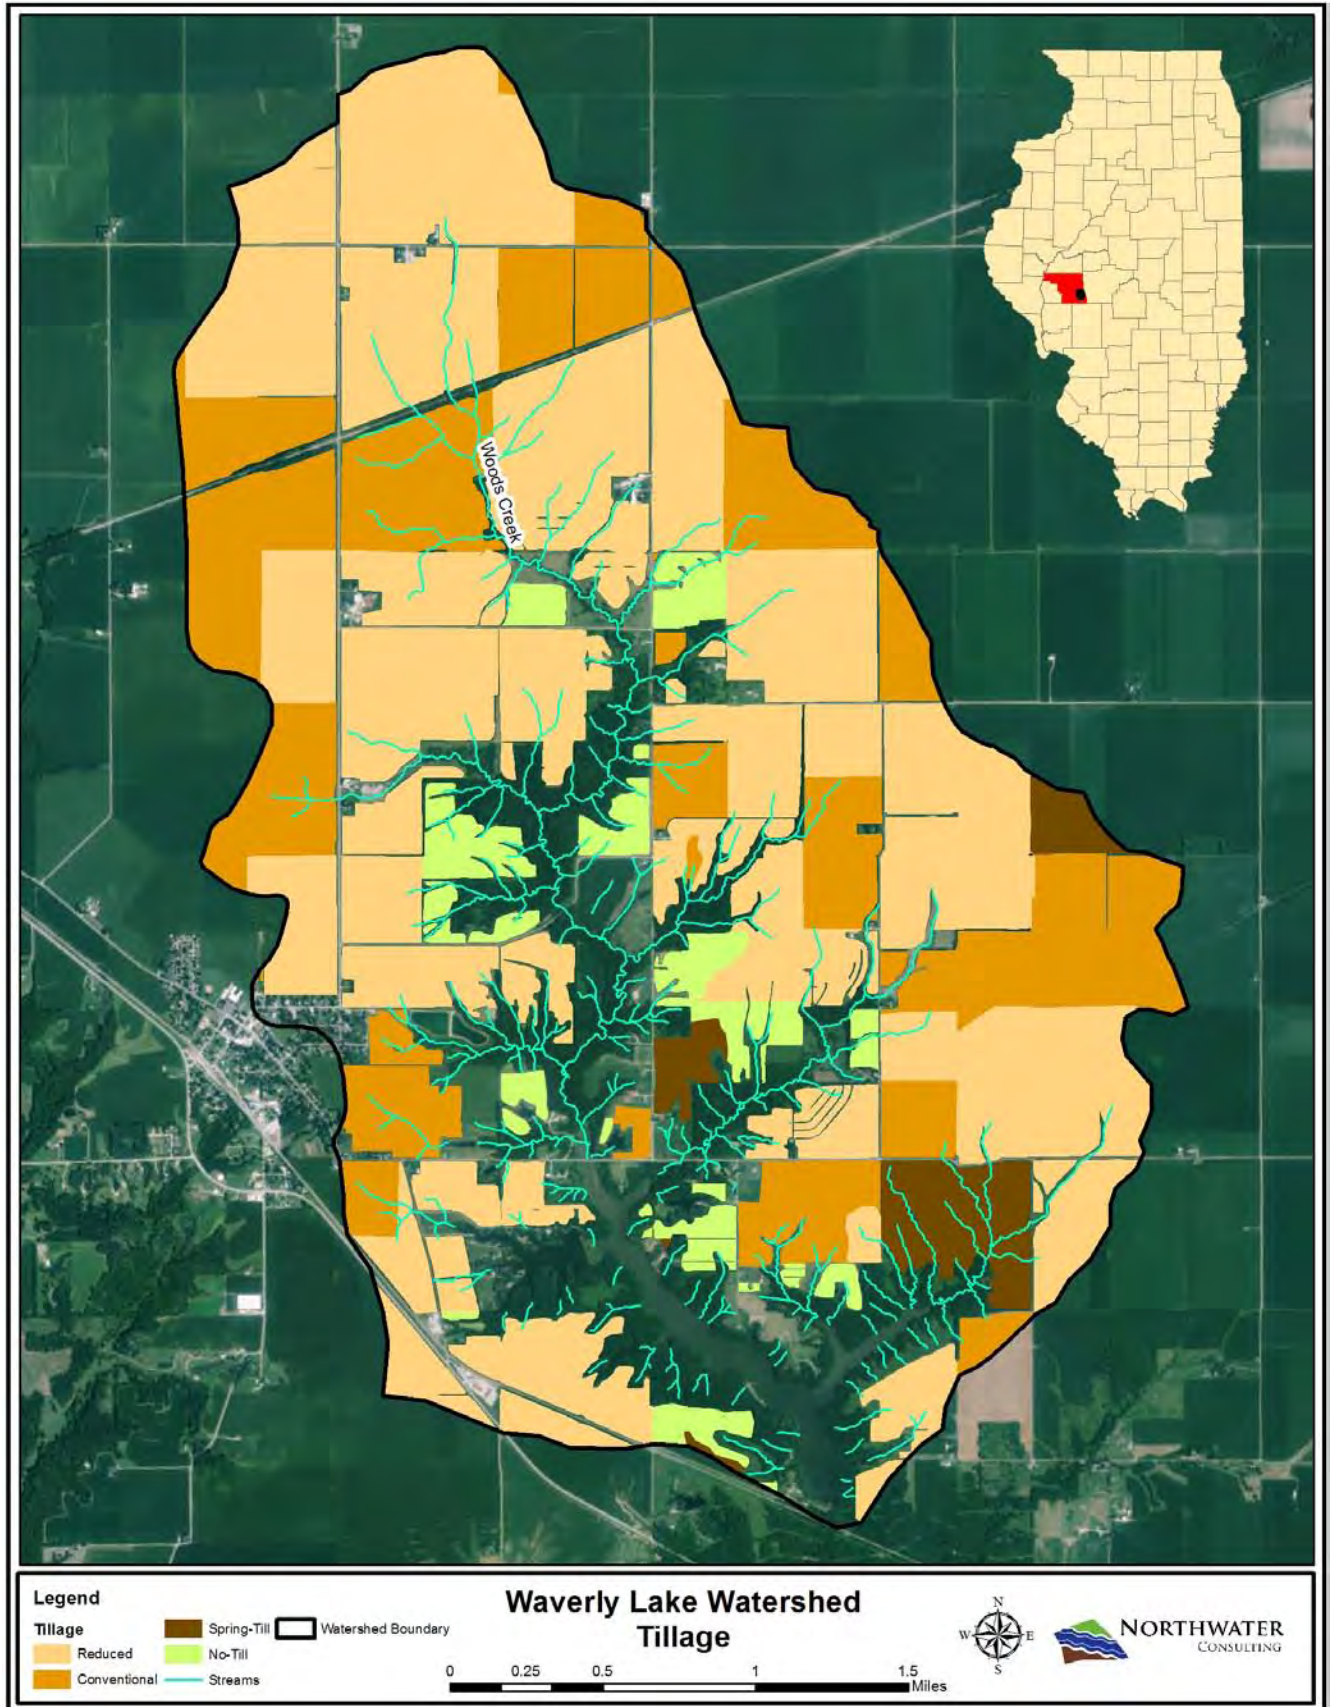 Woods Creek
Legend
Tillage
Reduced
Conventional
Spring-Till
No-Till
Streams
Watershed Boundary
Waverly Lake Watershed
Tillage
0 0.25 0.5 1 1.5
Miles
N
W E
S
NORTHWATER
CONSULTING